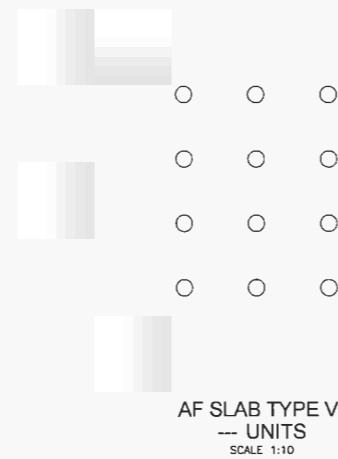 AF SLAB TYPE V
--- UNITS
SCALE 1:10